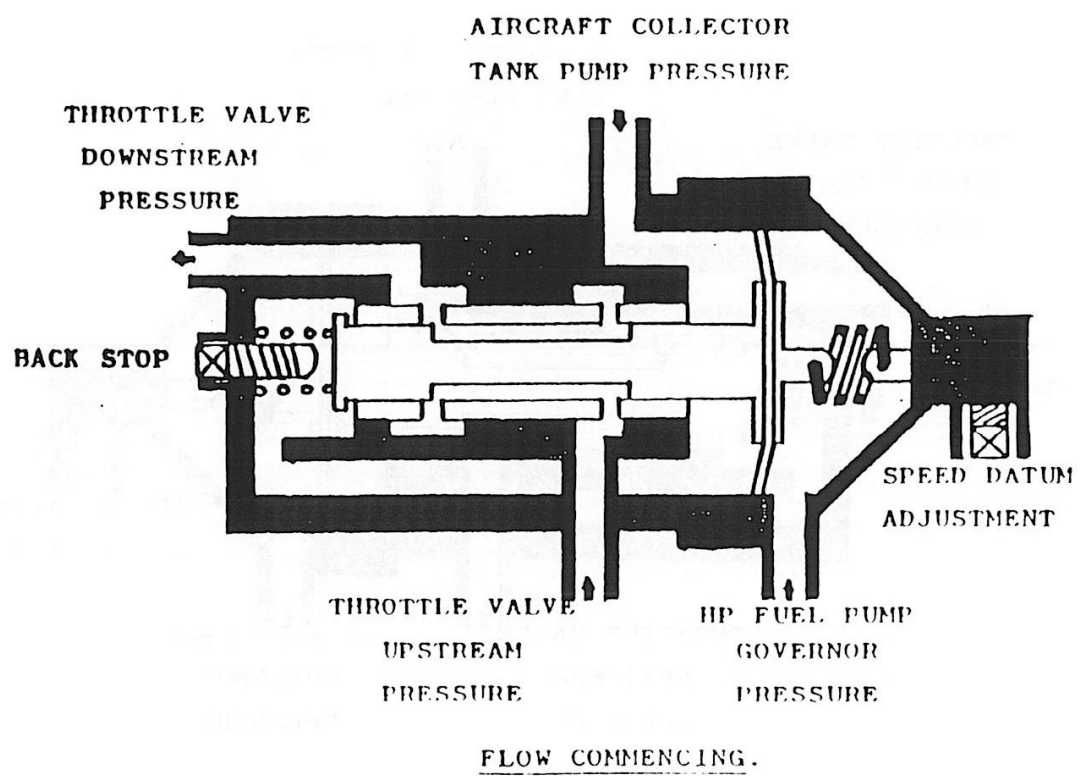 AIRCRAFT COLLECTOR
TANK PUMP PRESSURE
THROTTLE VALVE
DOWNSTREAM
PRESSURE
BACK STOP
SPEED DATUM
ADJUSTMENT
THROTTLE VALVE
UPSTREAM
PRESSURE
HP FUEL PUMP
GOVERNOR
PRESSURE
FLOW COMMENCING.